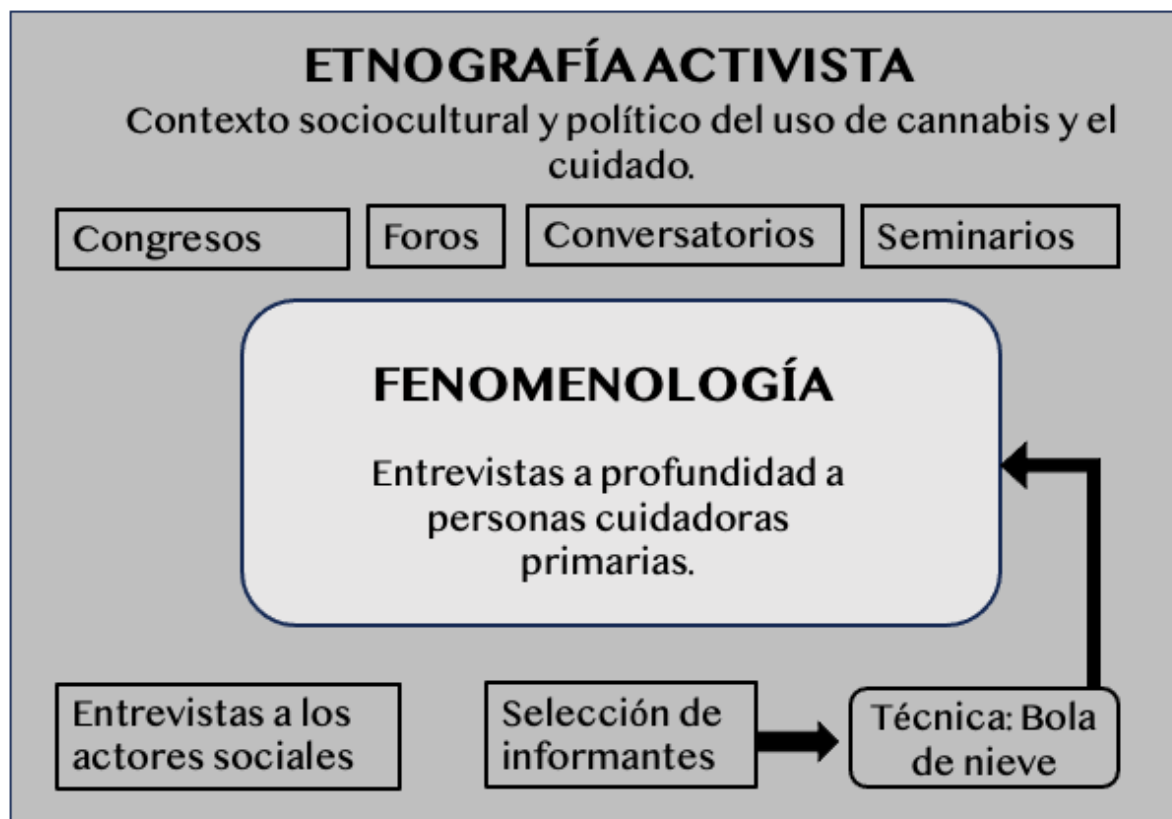 ETNOGRAFÍA ACTIVISTA
Contexto sociocultural y político del uso de cannabis y el
cuidado.
Congresos
Foros
Conversatorios
Seminarios
FENOMENOLOGÍA
Entrevistas a profundidad a
personas cuidadoras
primarias.
Entrevistas a los
actores sociales
Selección de
informantes
Técnica: Bola
de nieve